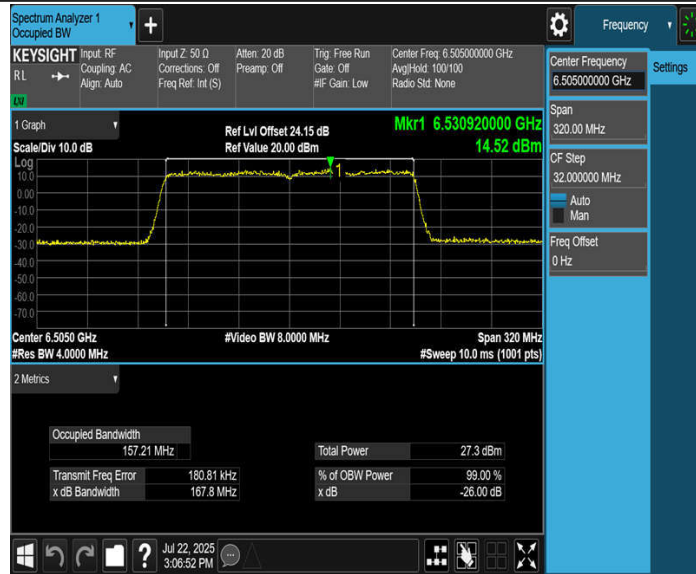 Spectrum Analyzer 1
Occupied BW
+
Frequency
KEYSIGHT
RL
Input: RF
Coupling: AC
Align: Auto
Input Z: 50 Ω
Corrections: Off
Freq Ref: Int (S)
Atten: 20 dB
Preamp: Off
Trig: Free Run
Gate: Off
#IF Gain: Low
Center Freq: 6.505000000 GHz
Avg|Hold: 100/100
Radio Std: None
LXI
Center Frequency
6.505000000 GHz
Settings
Span
320.00 MHz
CF Step
32.000000 MHz
Auto
Man
Freq Offset
0 Hz
1 Graph
Scale/Div 10.0 dB
Ref Lvl Offset 24.15 dB
Ref Value 20.00 dBm
Mkr1 6.530920000 GHz
14.52 dBm
Log
10.0
0.00
-10.0
-20.0
-30.0
-40.0
-50.0
-60.0
-70.0
1
Center 6.5050 GHz
#Res BW 4.0000 MHz
#Video BW 8.0000 MHz
Span 320 MHz
#Sweep 10.0 ms (1001 pts)
2 Metrics
Occupied Bandwidth
157.21 MHz
Total Power 27.3 dBm
Transmit Freq Error 180.81 kHz
% of OBW Power 99.00 %
x dB Bandwidth 167.8 MHz
x dB -26.00 dB
?
Jul 22, 2025
3:06:52 PM